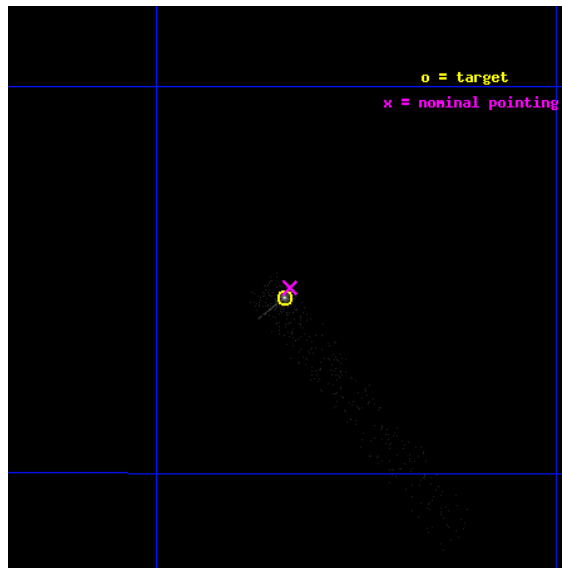 o = target
x = nominal pointing